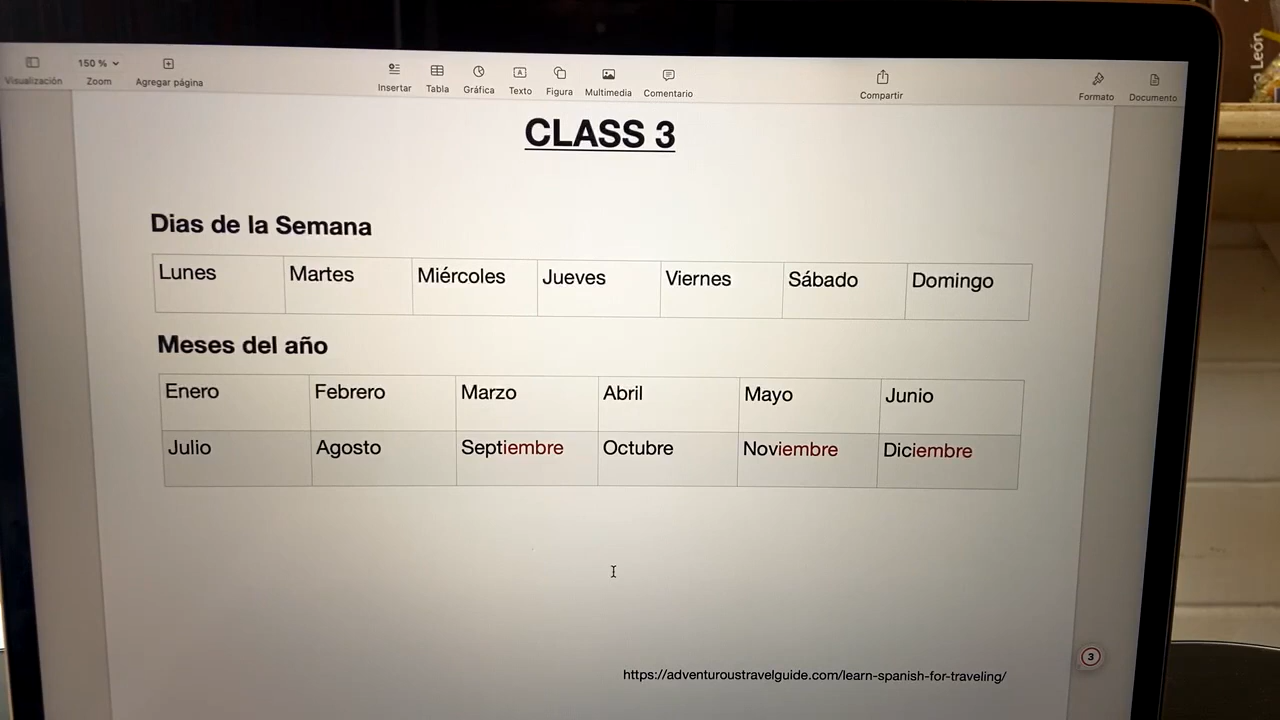 150 %
Visualización Zoom Agregar página Insertar Tabla Gráfica Texto Figura Multimedia Comentario Compartir Formato Documento
CLASS 3
Dias de la Semana
Lunes Martes Miércoles Jueves Viernes Sábado Domingo
Meses del año
Enero Febrero Marzo Abril Mayo Junio
Julio Agosto Septiembre Octubre Noviembre Diciembre
https://adventuroustravelguide.com/learn-spanish-for-traveling/
3
León